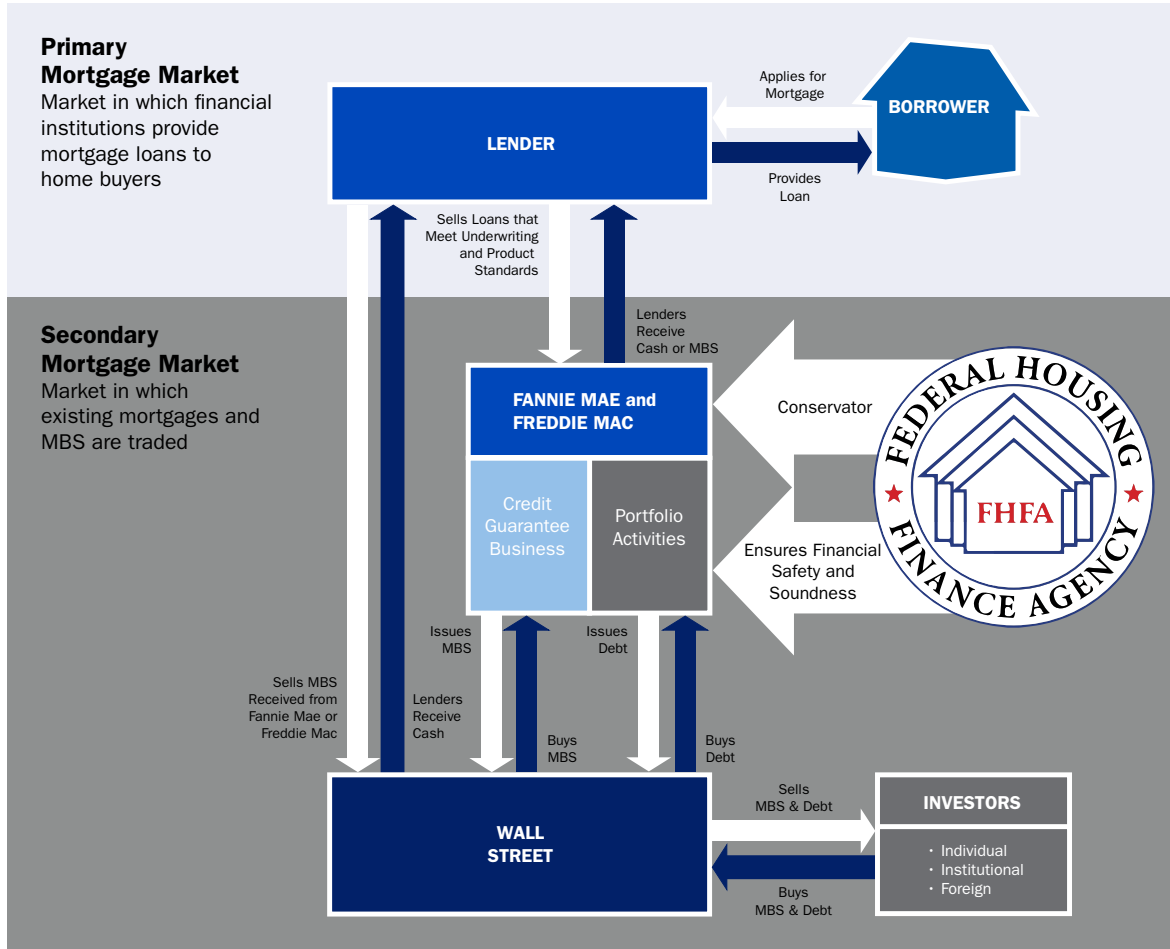 Primary
Mortgage Market
Market in which financial
institutions provide
mortgage loans to
home buyers
LENDER
Applies for
Mortgage
BORROWER
Provides
Loan
Sells Loans that
Meet Underwriting
and Product
Standards
Lenders
Receive
Cash or MBS
Secondary
Mortgage Market
Market in which
existing mortgages and
MBS are traded
FANNIE MAE and
FREDDIE MAC
Credit
Guarantee
Business
Portfolio
Activities
Conservator
Ensures Financial
Safety and
Soundness
FEDERAL HOUSING
FINANCE AGENCY
FHFA
Issues
MBS
Issues
Debt
Sells MBS
Received from
Fannie Mae or
Freddie Mac
Lenders
Receive
Cash
Buys
MBS
Buys
Debt
WALL
STREET
Sells
MBS & Debt
Buys
MBS & Debt
INVESTORS
· Individual
· Institutional
· Foreign